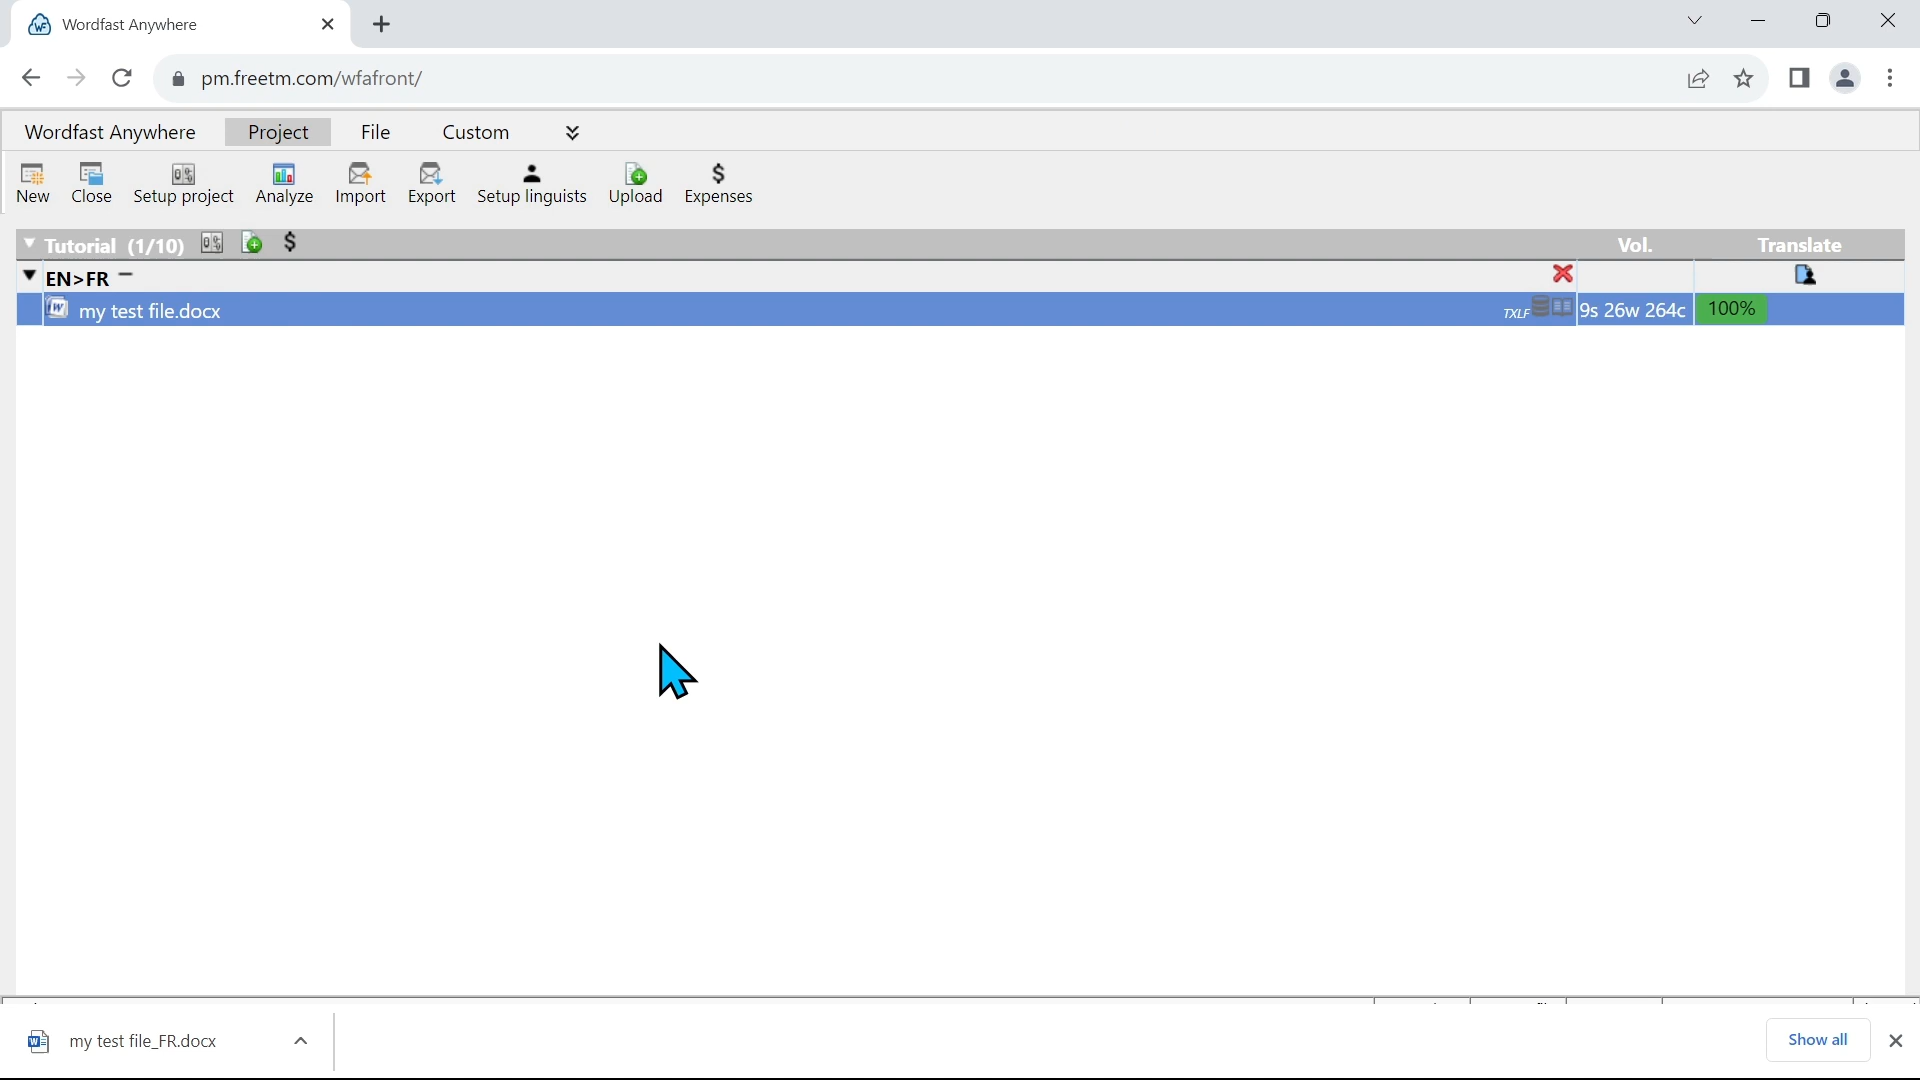 Wordfast Anywhere
pm.freetm.com/wfafront/
Wordfast Anywhere Project File Custom
New Close Setup project Analyze Import Export Setup linguists Upload Expenses
Tutorial (1/10) Vol. Translate
EN>FR
my test file.docx TXLF 9s 26w 264c 100%
my test file_FR.docx Show all